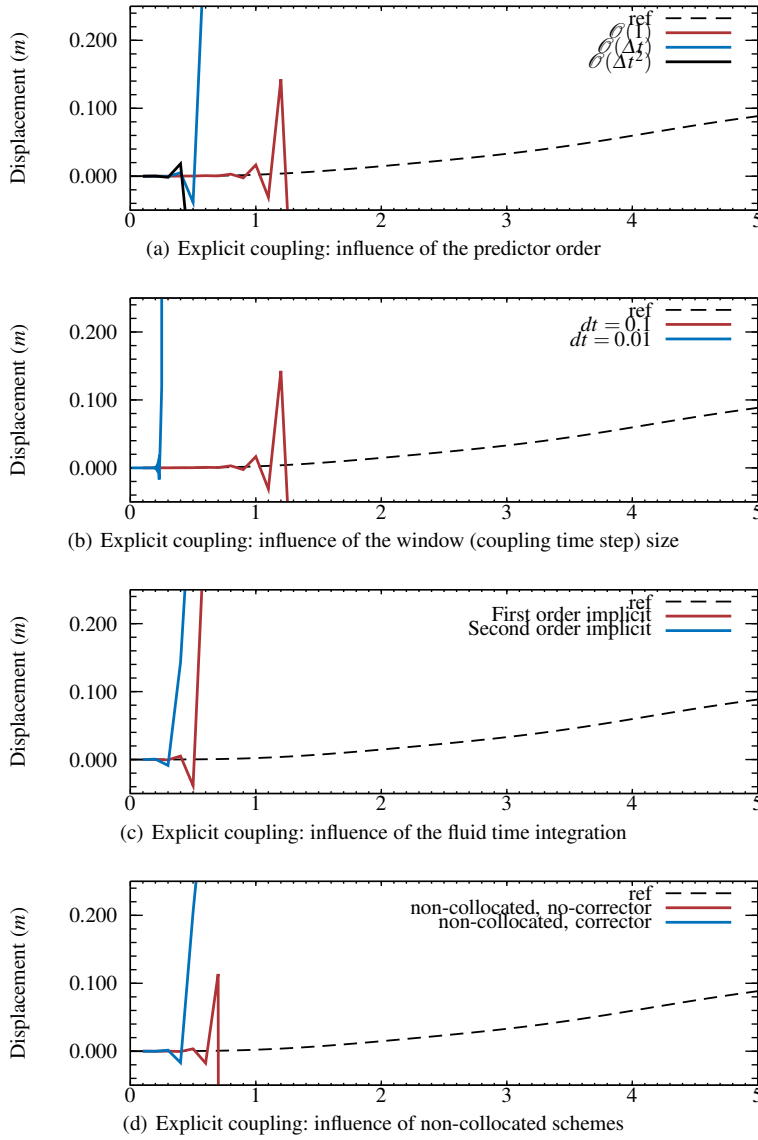 ref
𝒪(1)
𝒪(Δt)
𝒪(Δt²)
0.200
0.100
0.000
Displacement (m)
0 1 2 3 4 5
(a) Explicit coupling: influence of the predictor order
ref
dt = 0.1
dt = 0.01
0.200
0.100
0.000
Displacement (m)
0 1 2 3 4 5
(b) Explicit coupling: influence of the window (coupling time step) size
ref
First order implicit
Second order implicit
0.200
0.100
0.000
Displacement (m)
0 1 2 3 4 5
(c) Explicit coupling: influence of the fluid time integration
ref
non-collocated, no-corrector
non-collocated, corrector
0.200
0.100
0.000
Displacement (m)
0 1 2 3 4 5
(d) Explicit coupling: influence of non-collocated schemes